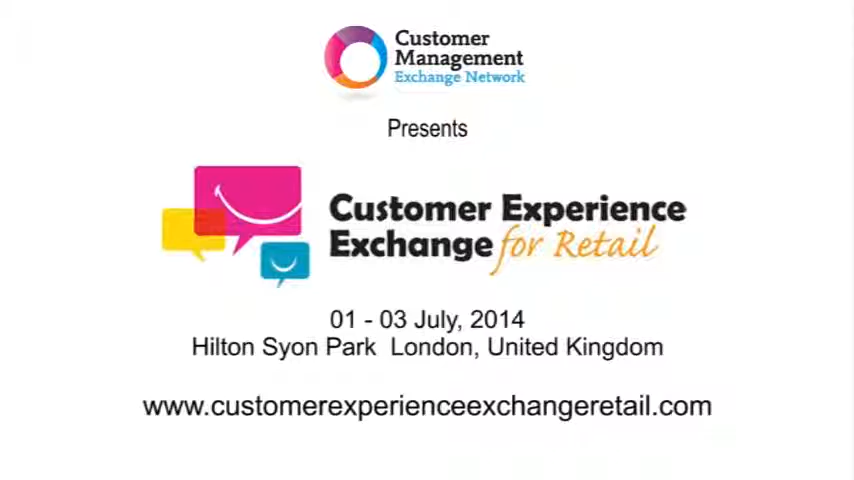 Customer
Management
Exchange Network
Presents
Customer Experience
Exchange for Retail
01 - 03 July, 2014
Hilton Syon Park London, United Kingdom
www.customerexperienceexchangeretail.com